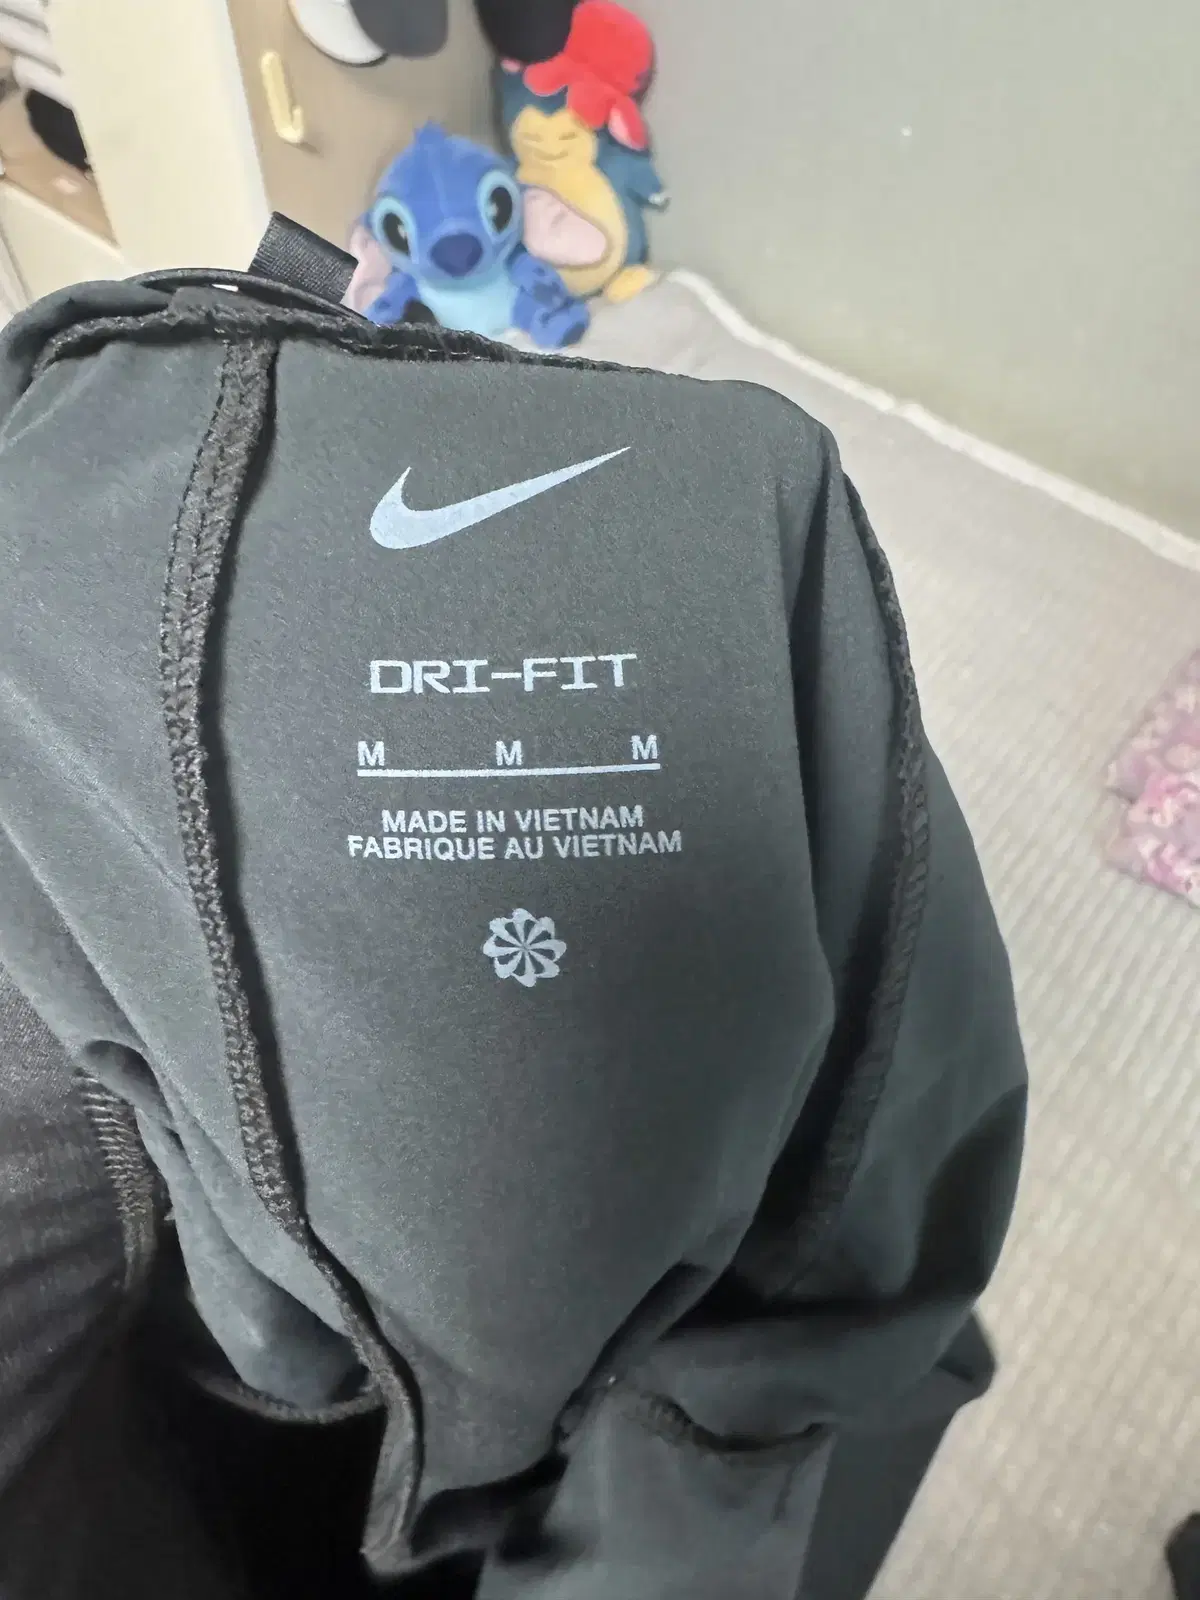 DRI-FIT
M M M
MADE IN VIETNAM
FABRIQUE AU VIETNAM